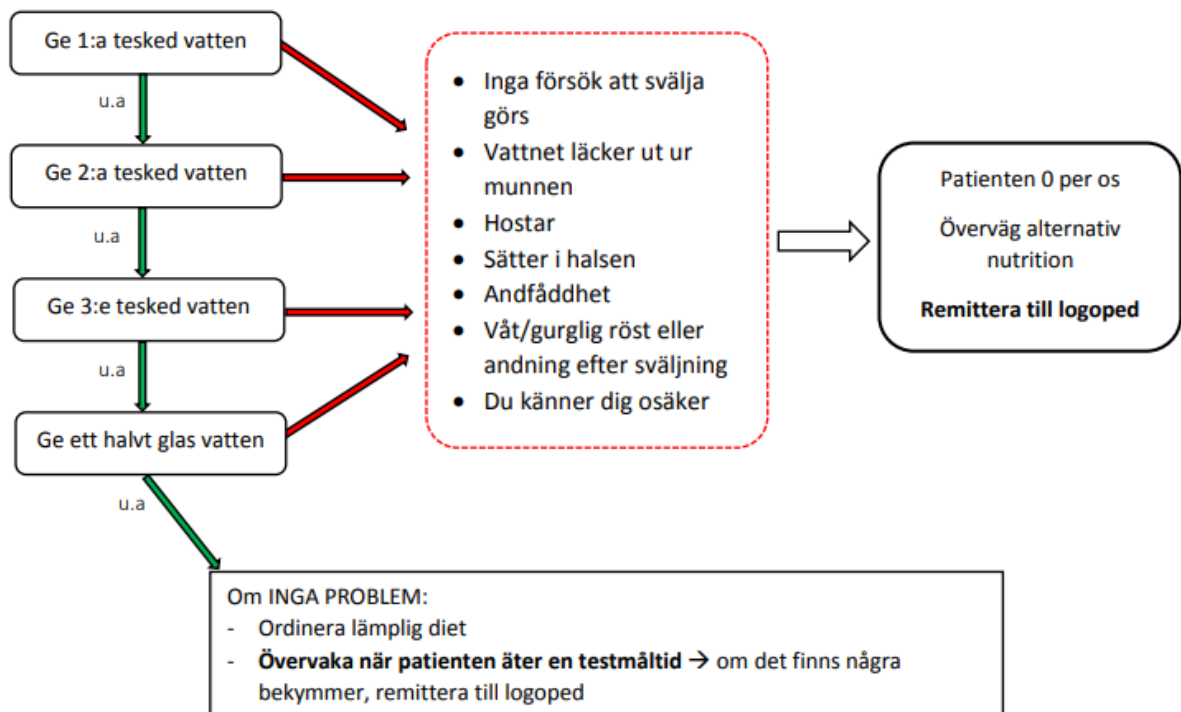 Ge 1:a tesked vatten
u.a
Ge 2:a tesked vatten
u.a
Ge 3:e tesked vatten
u.a
Ge ett halvt glas vatten
u.a
• Inga försök att svälja
görs
• Vattnet läcker ut ur
munnen
• Hostar
• Sätter i halsen
• Andfåddhet
• Våt/gurglig röst eller
andning efter sväljning
• Du känner dig osäker
Patienten 0 per os
Överväg alternativ
nutrition
Remittera till logoped
Om INGA PROBLEM:
- Ordinera lämplig diet
- Övervaka när patienten äter en testmåltid → om det finns några
bekymmer, remittera till logoped